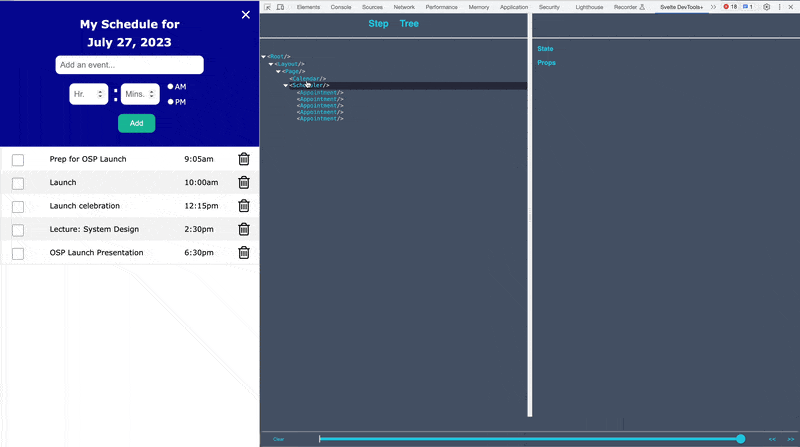 My Schedule for
July 27, 2023
Add an event...
Hr. : Mins. AM
PM
Add
Prep for OSP Launch 9:05am
Launch 10:00am
Launch celebration 12:15pm
Lecture: System Design 2:30pm
OSP Launch Presentation 6:30pm
Elements Console Sources Network Performance Memory Application Security Lighthouse Recorder Svelte DevTools+ >> 18 1
Step Tree
<Root/>
<Layout/>
<Page/>
<Calendar/>
<Scheduler/>
<Appointment/>
<Appointment/>
<Appointment/>
<Appointment/>
<Appointment/>
State
Props
Clear << >>